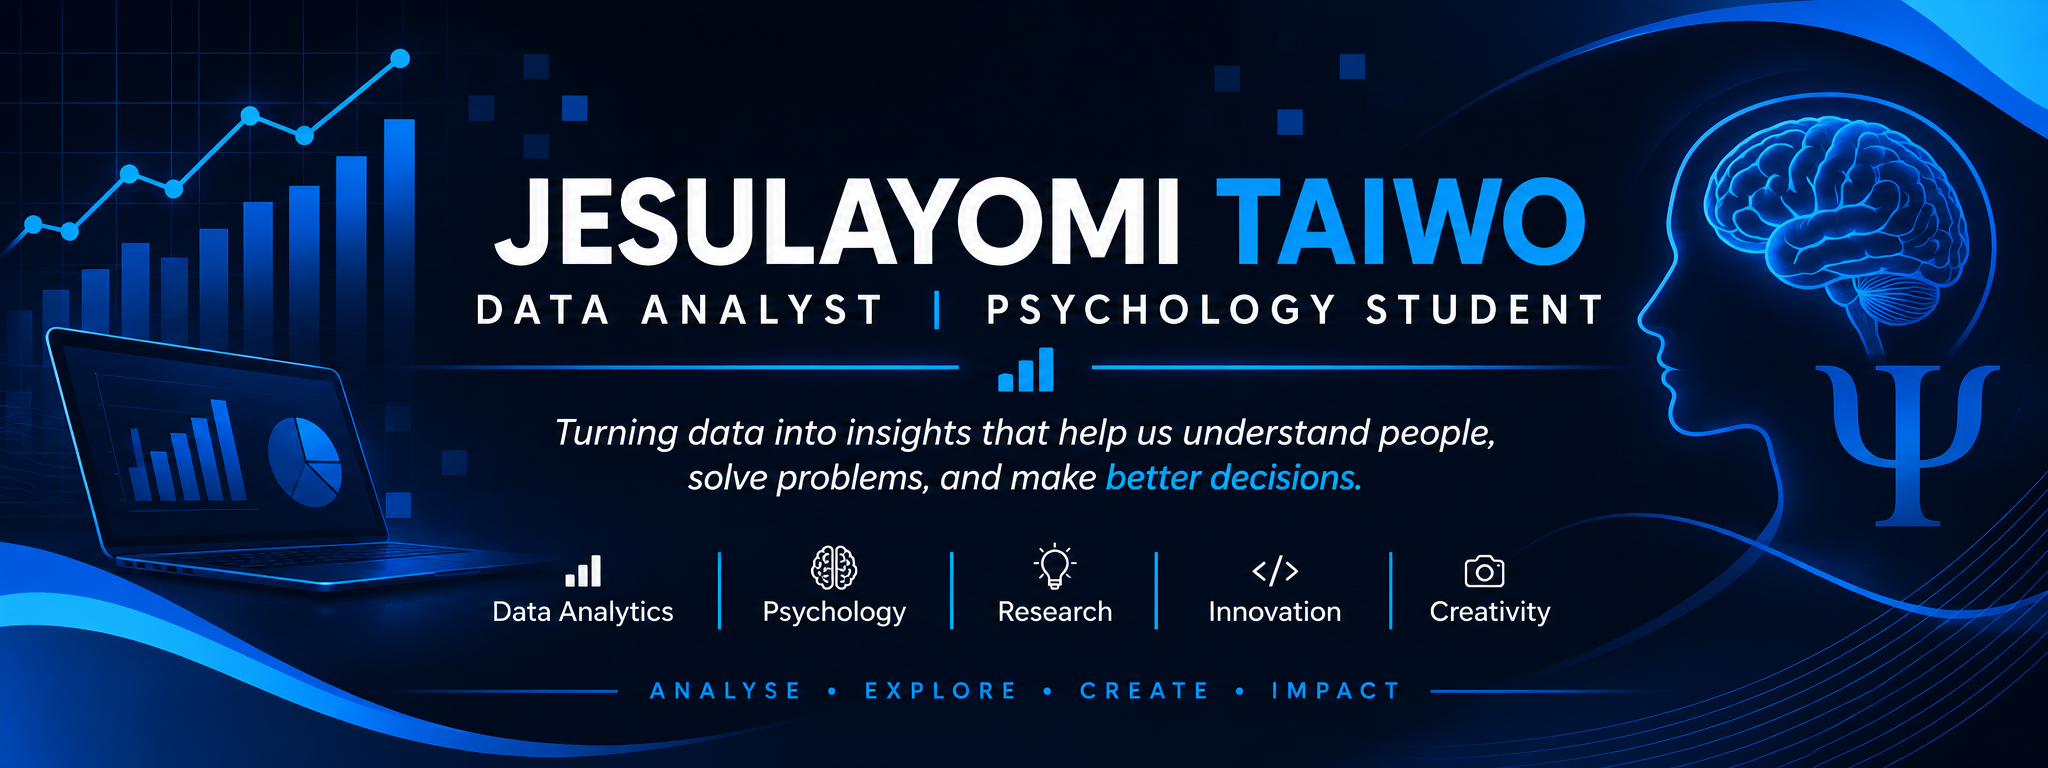 JESULAYOMI TAIWO
DATA ANALYST | PSYCHOLOGY STUDENT
Turning data into insights that help us understand people,
solve problems, and make better decisions.
Data Analytics
Psychology
Research
</>
Innovation
Creativity
ANALYSE • EXPLORE • CREATE • IMPACT
Ψ